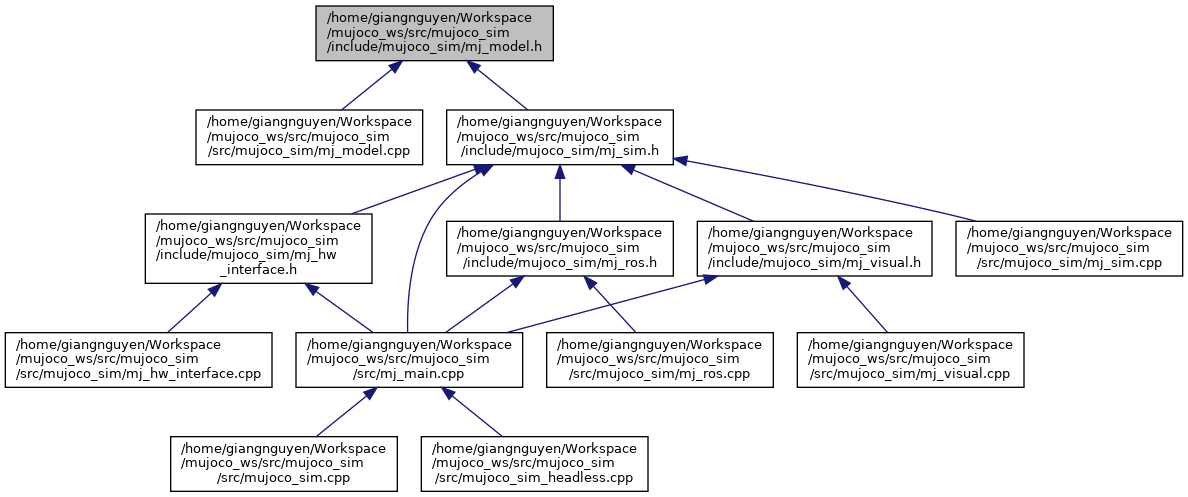 /home/giangnguyen/Workspace
/mujoco_ws/src/mujoco_sim
/include/mujoco_sim/mj_model.h
/home/giangnguyen/Workspace
/mujoco_ws/src/mujoco_sim
/src/mujoco_sim/mj_model.cpp
/home/giangnguyen/Workspace
/mujoco_ws/src/mujoco_sim
/include/mujoco_sim/mj_sim.h
/home/giangnguyen/Workspace
/mujoco_ws/src/mujoco_sim
/include/mujoco_sim/mj_hw
_interface.h
/home/giangnguyen/Workspace
/mujoco_ws/src/mujoco_sim
/include/mujoco_sim/mj_ros.h
/home/giangnguyen/Workspace
/mujoco_ws/src/mujoco_sim
/include/mujoco_sim/mj_visual.h
/home/giangnguyen/Workspace
/mujoco_ws/src/mujoco_sim
/src/mujoco_sim/mj_sim.cpp
/home/giangnguyen/Workspace
/mujoco_ws/src/mujoco_sim
/src/mujoco_sim/mj_hw_interface.cpp
/home/giangnguyen/Workspace
/mujoco_ws/src/mujoco_sim
/src/mj_main.cpp
/home/giangnguyen/Workspace
/mujoco_ws/src/mujoco_sim
/src/mujoco_sim/mj_ros.cpp
/home/giangnguyen/Workspace
/mujoco_ws/src/mujoco_sim
/src/mujoco_sim/mj_visual.cpp
/home/giangnguyen/Workspace
/mujoco_ws/src/mujoco_sim
/src/mujoco_sim.cpp
/home/giangnguyen/Workspace
/mujoco_ws/src/mujoco_sim
/src/mujoco_sim_headless.cpp